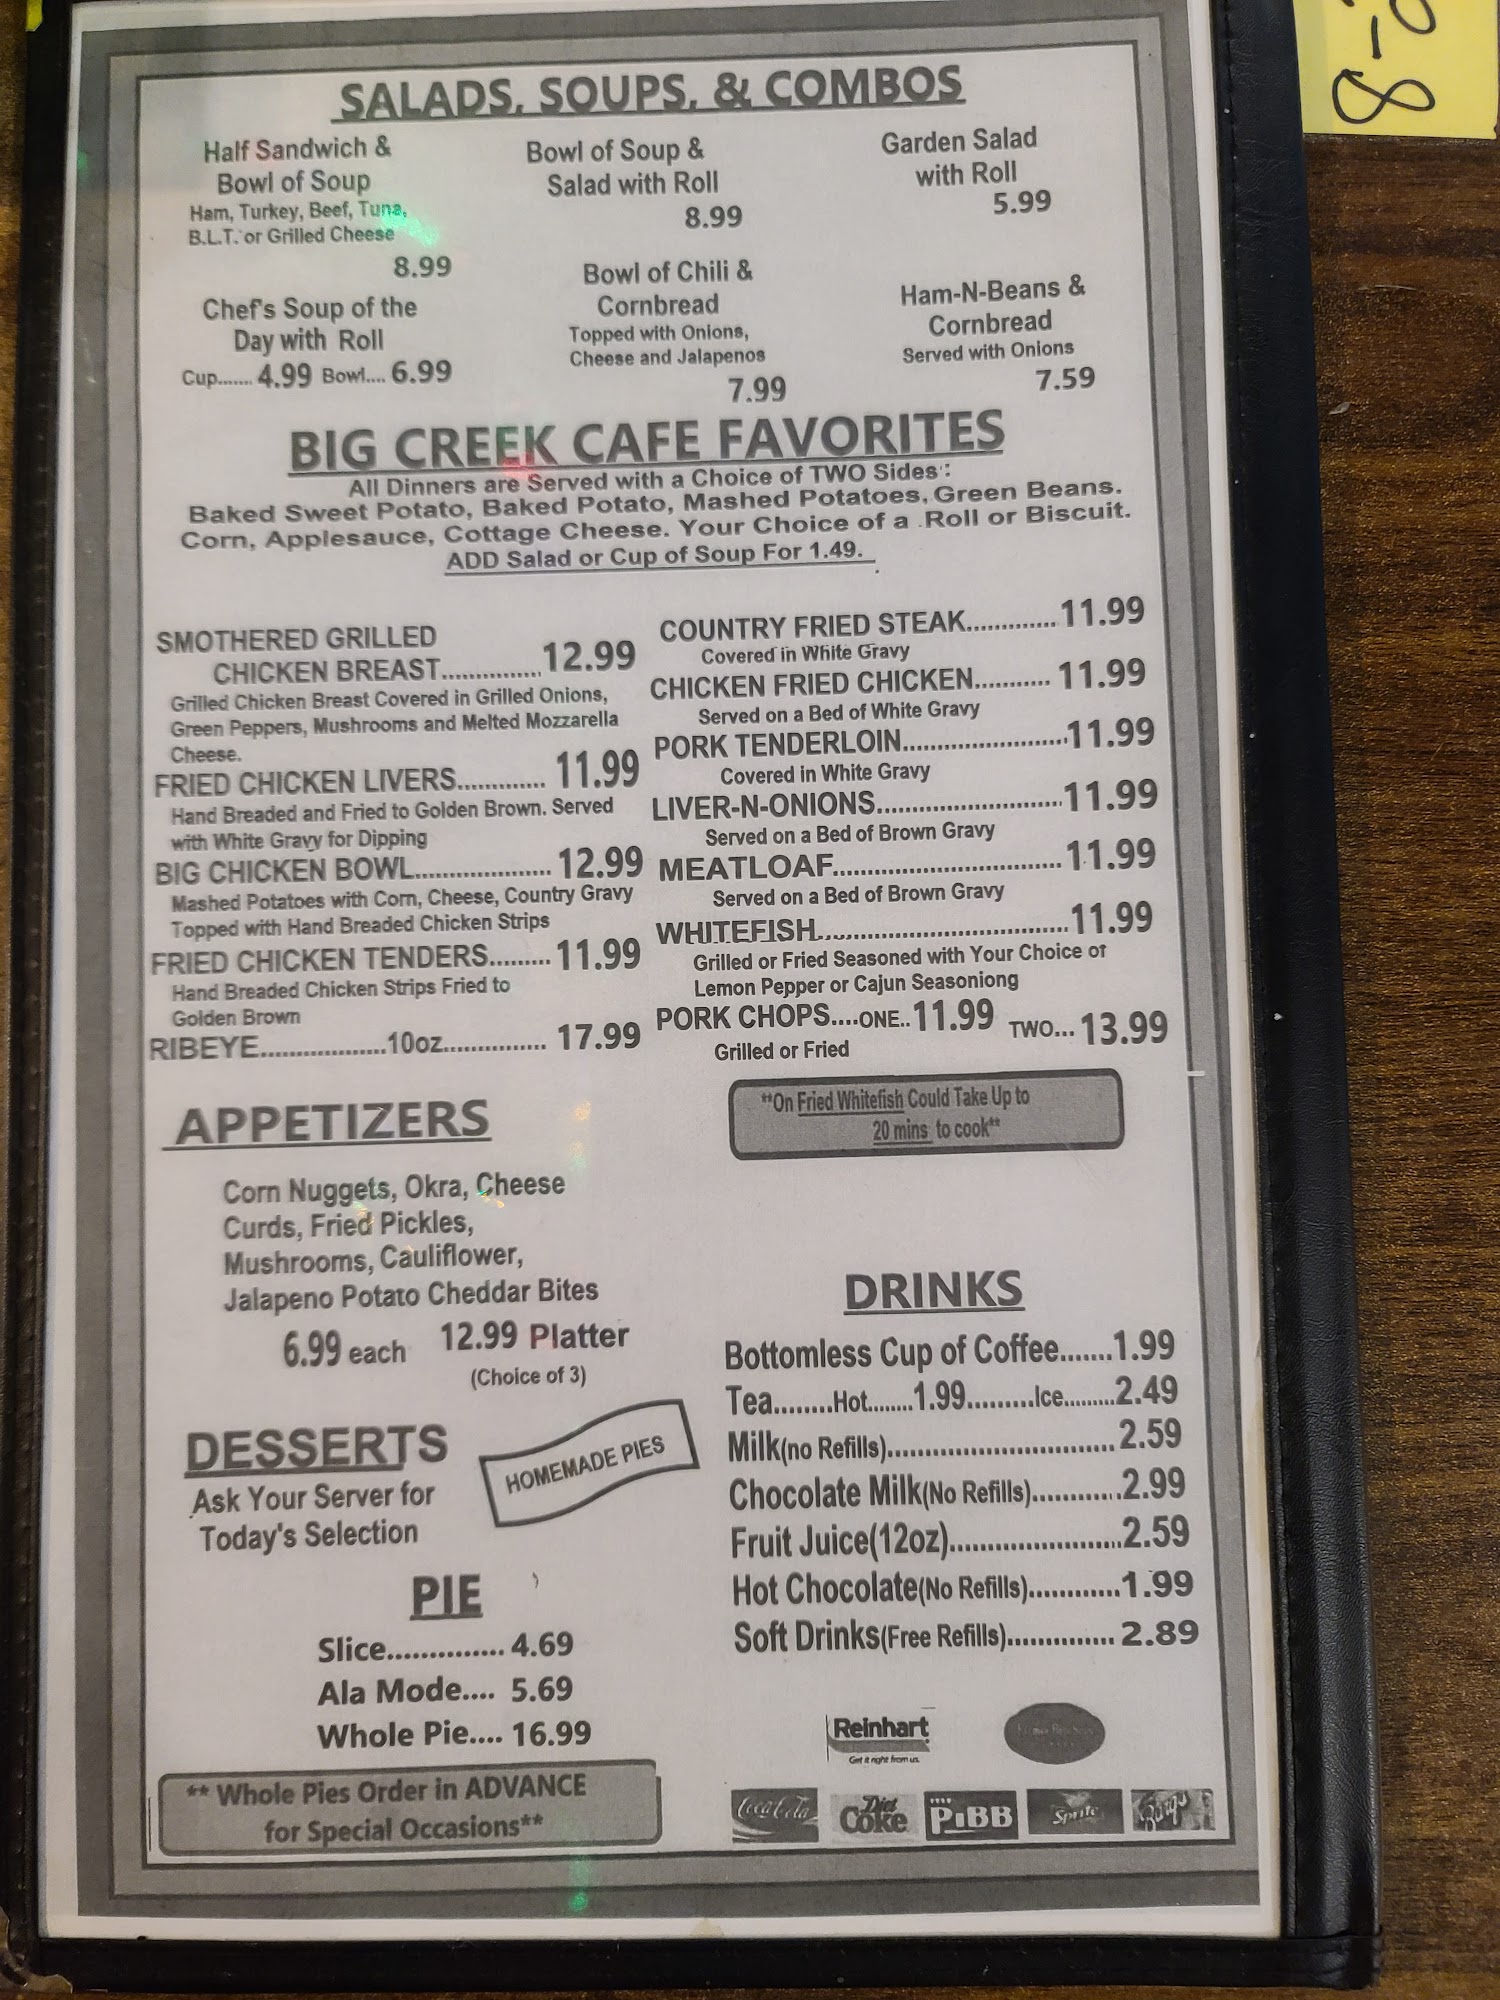 SALADS, SOUPS, & COMBOS
Half Sandwich &
Bowl of Soup
Ham, Turkey, Beef, Tuna,
B.L.T. or Grilled Cheese
8.99
Bowl of Soup &
Salad with Roll
8.99
Garden Salad
with Roll
5.99
Chef's Soup of the
Day with Roll
Cup....... 4.99 Bowl.... 6.99
Bowl of Chili &
Cornbread
Topped with Onions,
Cheese and Jalapenos
7.99
Ham-N-Beans &
Cornbread
Served with Onions
7.59
BIG CREEK CAFE FAVORITES
All Dinners are Served with a Choice of TWO Sides:
Baked Sweet Potato, Baked Potato, Mashed Potatoes, Green Beans.
Corn, Applesauce, Cottage Cheese. Your Choice of a Roll or Biscuit.
ADD Salad or Cup of Soup For 1.49.
SMOTHERED GRILLED
CHICKEN BREAST............... 12.99
Grilled Chicken Breast Covered in Grilled Onions,
Green Peppers, Mushrooms and Melted Mozzarella
Cheese.
FRIED CHICKEN LIVERS............. 11.99
Hand Breaded and Fried to Golden Brown. Served
with White Gravy for Dipping
BIG CHICKEN BOWL.................... 12.99
Mashed Potatoes with Corn, Cheese, Country Gravy
Topped with Hand Breaded Chicken Strips
FRIED CHICKEN TENDERS......... 11.99
Hand Breaded Chicken Strips Fried to
Golden Brown
RIBEYE...................10oz............... 17.99
COUNTRY FRIED STEAK............. 11.99
Covered in White Gravy
CHICKEN FRIED CHICKEN........... 11.99
Served on a Bed of White Gravy
PORK TENDERLOIN........................ 11.99
Covered in White Gravy
LIVER-N-ONIONS........................... 11.99
Served on a Bed of Brown Gravy
MEATLOAF................................. 11.99
Served on a Bed of Brown Gravy
WHITEFISH.................................... 11.99
Grilled or Fried Seasoned with Your Choice of
Lemon Pepper or Cajun Seasoniong
PORK CHOPS....ONE.. 11.99 TWO... 13.99
Grilled or Fried
**On Fried Whitefish Could Take Up to
20 mins to cook**
APPETIZERS
Corn Nuggets, Okra, Cheese
Curds, Fried Pickles,
Mushrooms, Cauliflower,
Jalapeno Potato Cheddar Bites
6.99 each 12.99 Platter
(Choice of 3)
DESSERTS
Ask Your Server for
Today's Selection
HOMEMADE PIES
PIE
Slice.............. 4.69
Ala Mode.... 5.69
Whole Pie.... 16.99
** Whole Pies Order in ADVANCE
for Special Occasions**
DRINKS
Bottomless Cup of Coffee.......1.99
Tea........Hot........1.99.........Ice.........2.49
Milk(no Refills).............................. 2.59
Chocolate Milk(No Refills).............2.99
Fruit Juice(12oz).......................2.59
Hot Chocolate(No Refills)............1.99
Soft Drinks(Free Refills).............. 2.89
Reinhart
Get it right from us.
Coca-Cola
Diet Coke
PiBB
Sprite
Barq's
8-